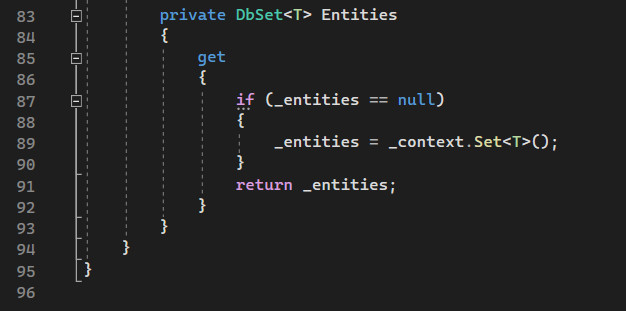 83 private DbSet<T> Entities
84 {
85 get
86 {
87 if (_entities == null)
88 {
89 _entities = _context.Set<T>();
90 }
91 return _entities;
92 }
93 }
94 }
95 }
96